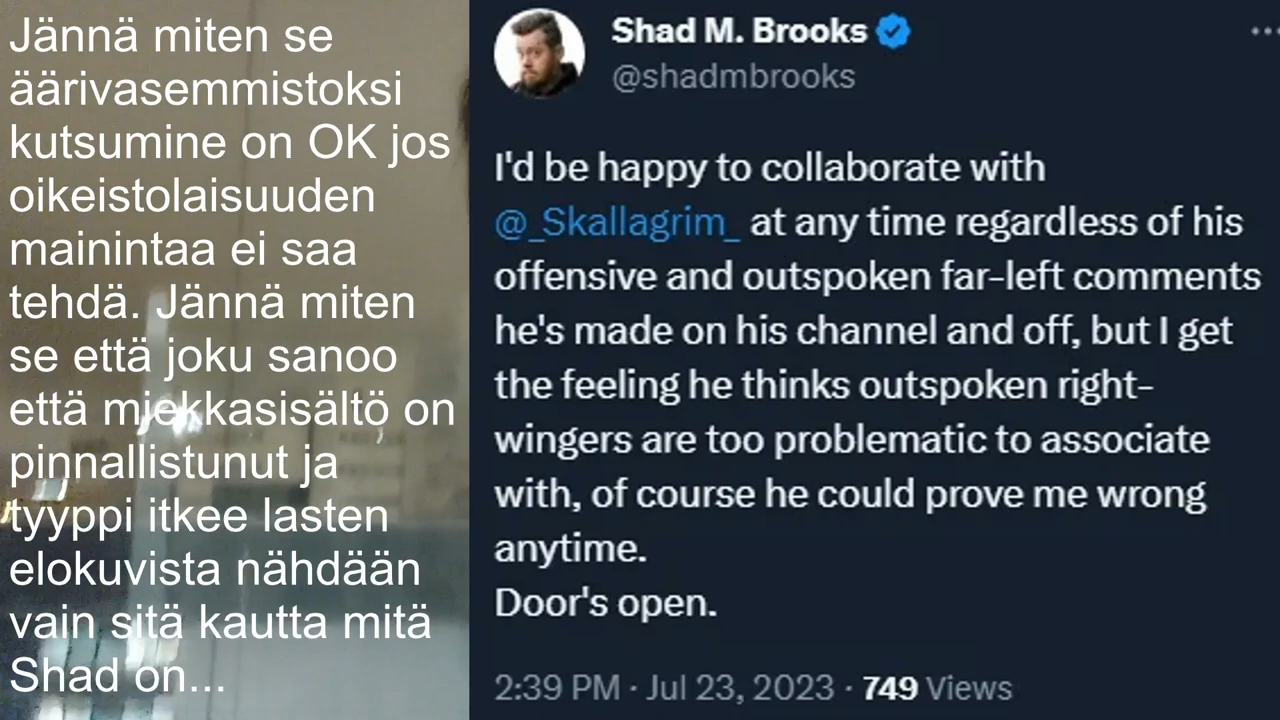 Jännä miten se
äärivasemmistoksi
kutsumine on OK jos
oikeistolaisuuden
mainintaa ei saa
tehdä. Jännä miten
se että joku sanoo
että miekkasisältö on
pinnallistunut ja
tyyppi itkee lasten
elokuvista nähdään
vain sitä kautta mitä
Shad on...
Shad M. Brooks
@shadmbrooks
I'd be happy to collaborate with
@_Skallagrim_ at any time regardless of his
offensive and outspoken far-left comments
he's made on his channel and off, but I get
the feeling he thinks outspoken right-
wingers are too problematic to associate
with, of course he could prove me wrong
anytime.
Door's open.
2:39 PM · Jul 23, 2023 · 749 Views